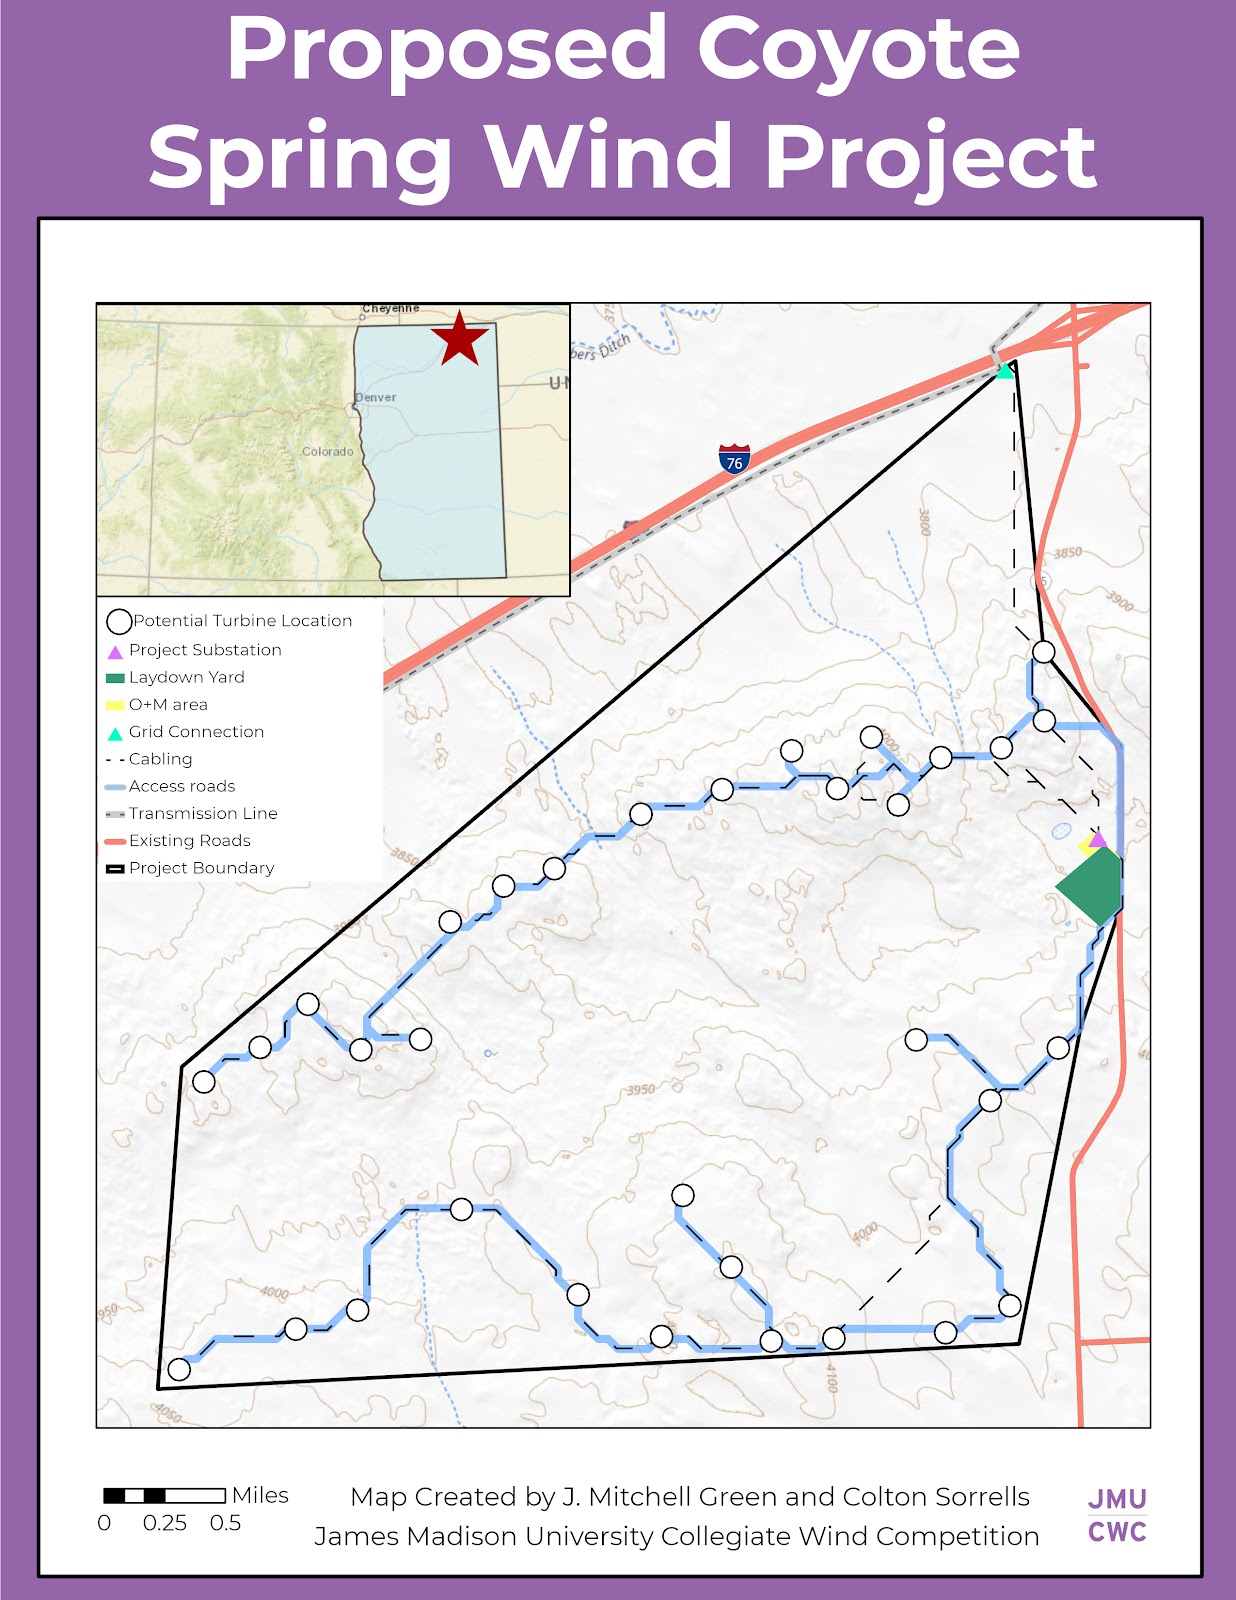 Proposed Coyote
Spring Wind Project
Cheyenne
Denver
Colorado
UN
bers Ditch
375
76
3800
3850
3900
Potential Turbine Location
Project Substation
Laydown Yard
O+M area
Grid Connection
Cabling
Access roads
Transmission Line
Existing Roads
Project Boundary
3850
3950
4000
4000
950
4100
4050
Miles
0 0.25 0.5
Map Created by J. Mitchell Green and Colton Sorrells
James Madison University Collegiate Wind Competition
JMU
CWC